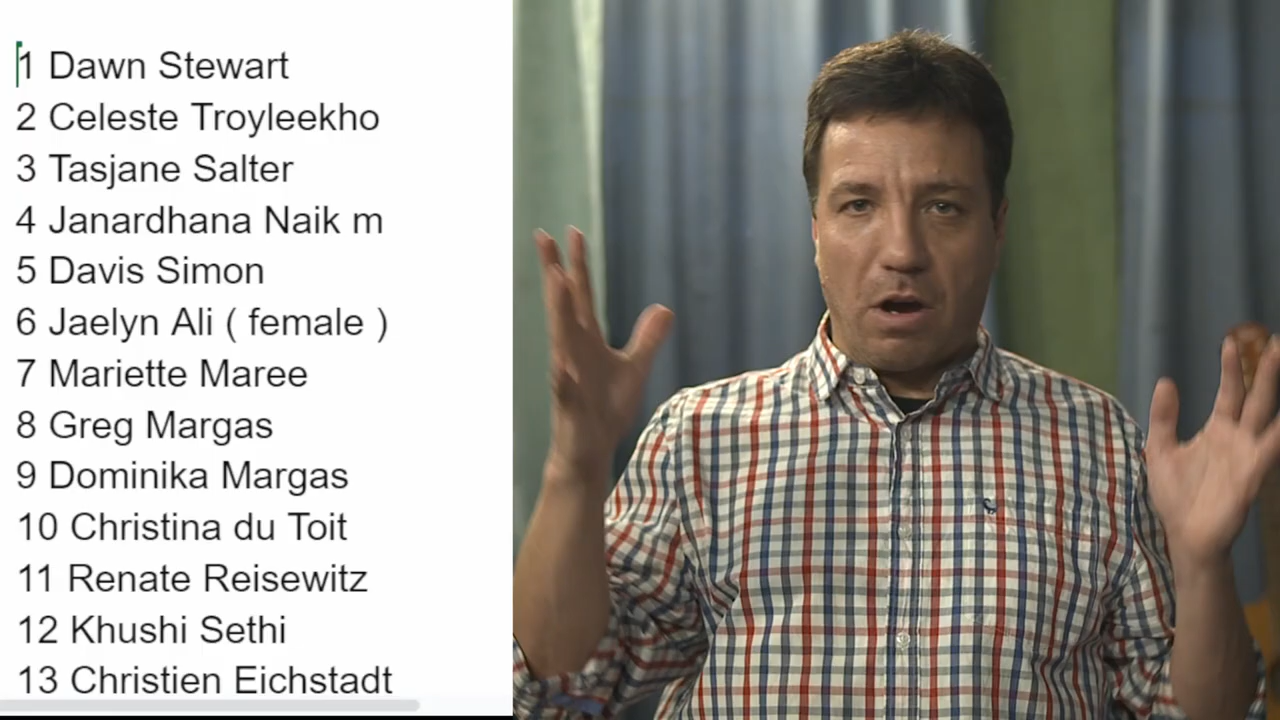 1 Dawn Stewart
2 Celeste Troyleekho
3 Tasjane Salter
4 Janardhana Naik m
5 Davis Simon
6 Jaelyn Ali ( female )
7 Mariette Maree
8 Greg Margas
9 Dominika Margas
10 Christina du Toit
11 Renate Reisewitz
12 Khushi Sethi
13 Christien Eichstadt